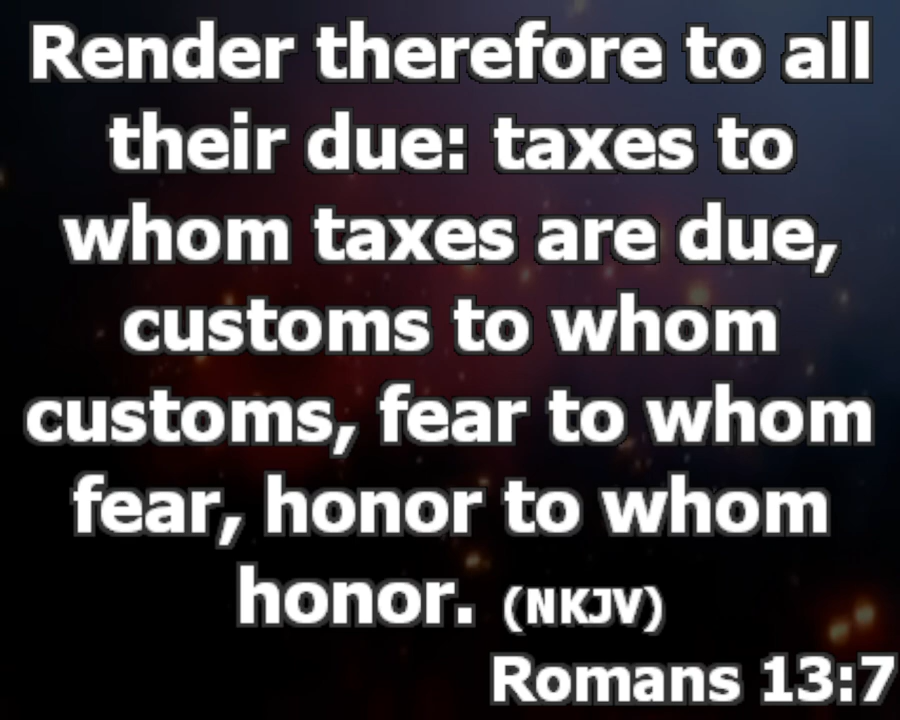 Render therefore to all
their due: taxes to
whom taxes are due,
customs to whom
customs, fear to whom
fear, honor to whom
honor. (NKJV)
Romans 13:7